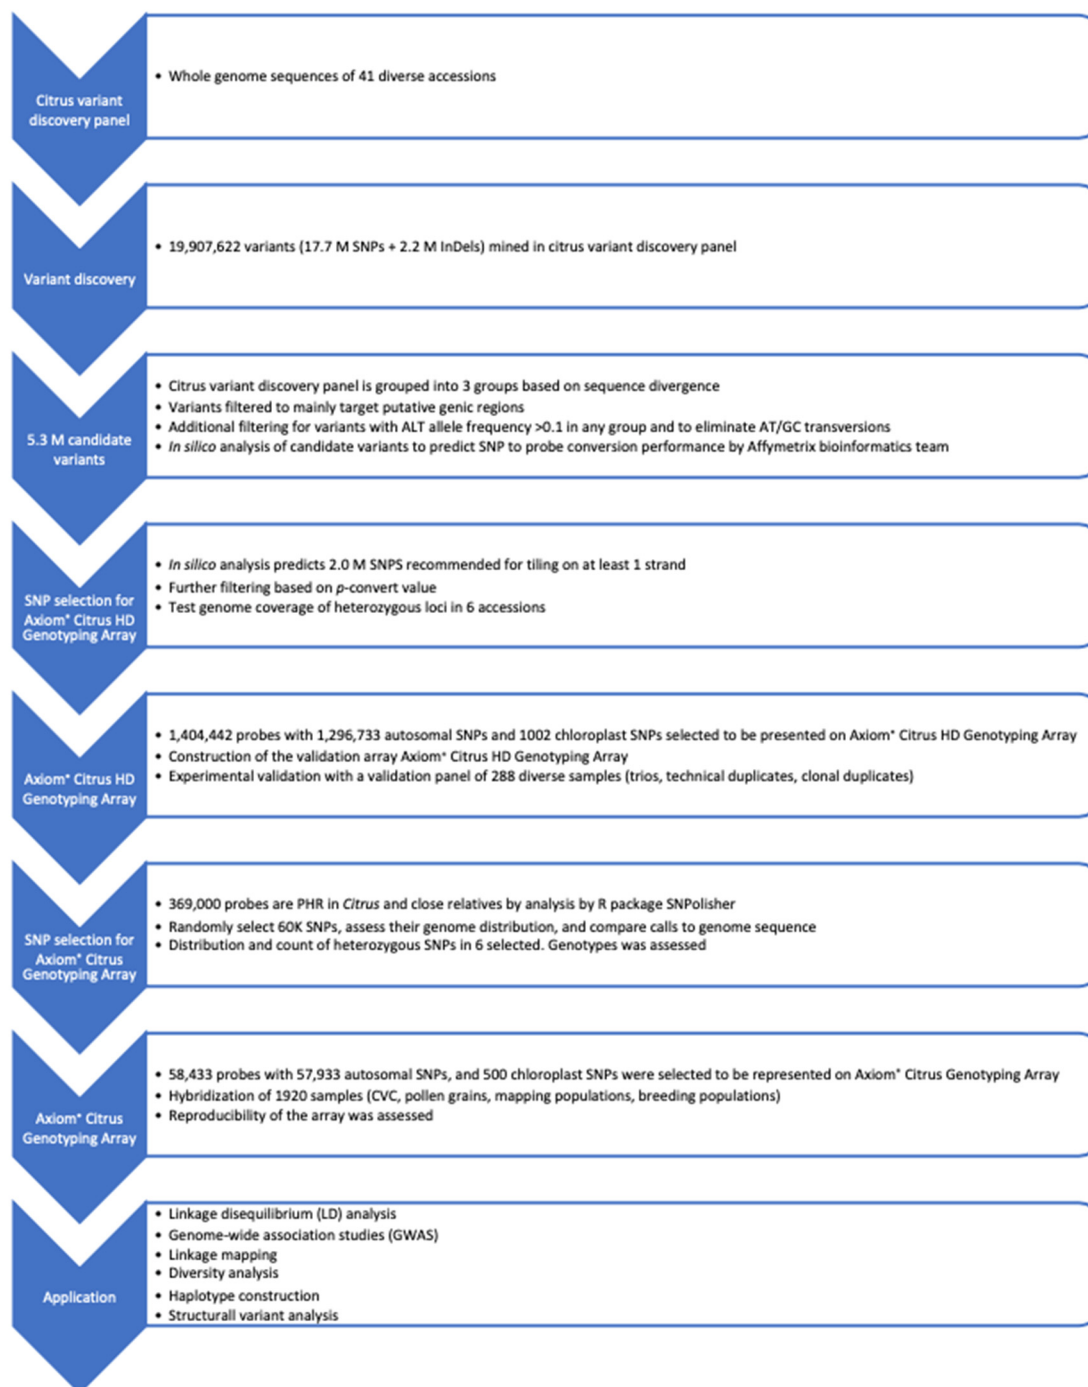 Citrus variant
discovery panel
• Whole genome sequences of 41 diverse accessions
Variant discovery
• 19,907,622 variants (17.7 M SNPs + 2.2 M InDels) mined in citrus variant discovery panel
5.3 M candidate
variants
• Citrus variant discovery panel is grouped into 3 groups based on sequence divergence
• Variants filtered to mainly target putative genic regions
• Additional filtering for variants with ALT allele frequency >0.1 in any group and to eliminate AT/GC transversions
• In silico analysis of candidate variants to predict SNP to probe conversion performance by Affymetrix bioinformatics team
SNP selection for
Axiom® Citrus HD
Genotyping Array
• In silico analysis predicts 2.0 M SNPS recommended for tiling on at least 1 strand
• Further filtering based on p-convert value
• Test genome coverage of heterozygous loci in 6 accessions
Axiom® Citrus HD
Genotyping Array
• 1,404,442 probes with 1,296,733 autosomal SNPs and 1002 chloroplast SNPs selected to be presented on Axiom® Citrus HD Genotyping Array
• Construction of the validation array Axiom® Citrus HD Genotyping Array
• Experimental validation with a validation panel of 288 diverse samples (trios, technical duplicates, clonal duplicates)
SNP selection for
Axiom® Citrus
Genotyping Array
• 369,000 probes are PHR in Citrus and close relatives by analysis by R package SNPolisher
• Randomly select 60K SNPs, assess their genome distribution, and compare calls to genome sequence
• Distribution and count of heterozygous SNPs in 6 selected. Genotypes was assessed
Axiom® Citrus
Genotyping Array
• 58,433 probes with 57,933 autosomal SNPs, and 500 chloroplast SNPs were selected to be represented on Axiom® Citrus Genotyping Array
• Hybridization of 1920 samples (CVC, pollen grains, mapping populations, breeding populations)
• Reproducibility of the array was assessed
Application
• Linkage disequilibrium (LD) analysis
• Genome-wide association studies (GWAS)
• Linkage mapping
• Diversity analysis
• Haplotype construction
• Structurall variant analysis